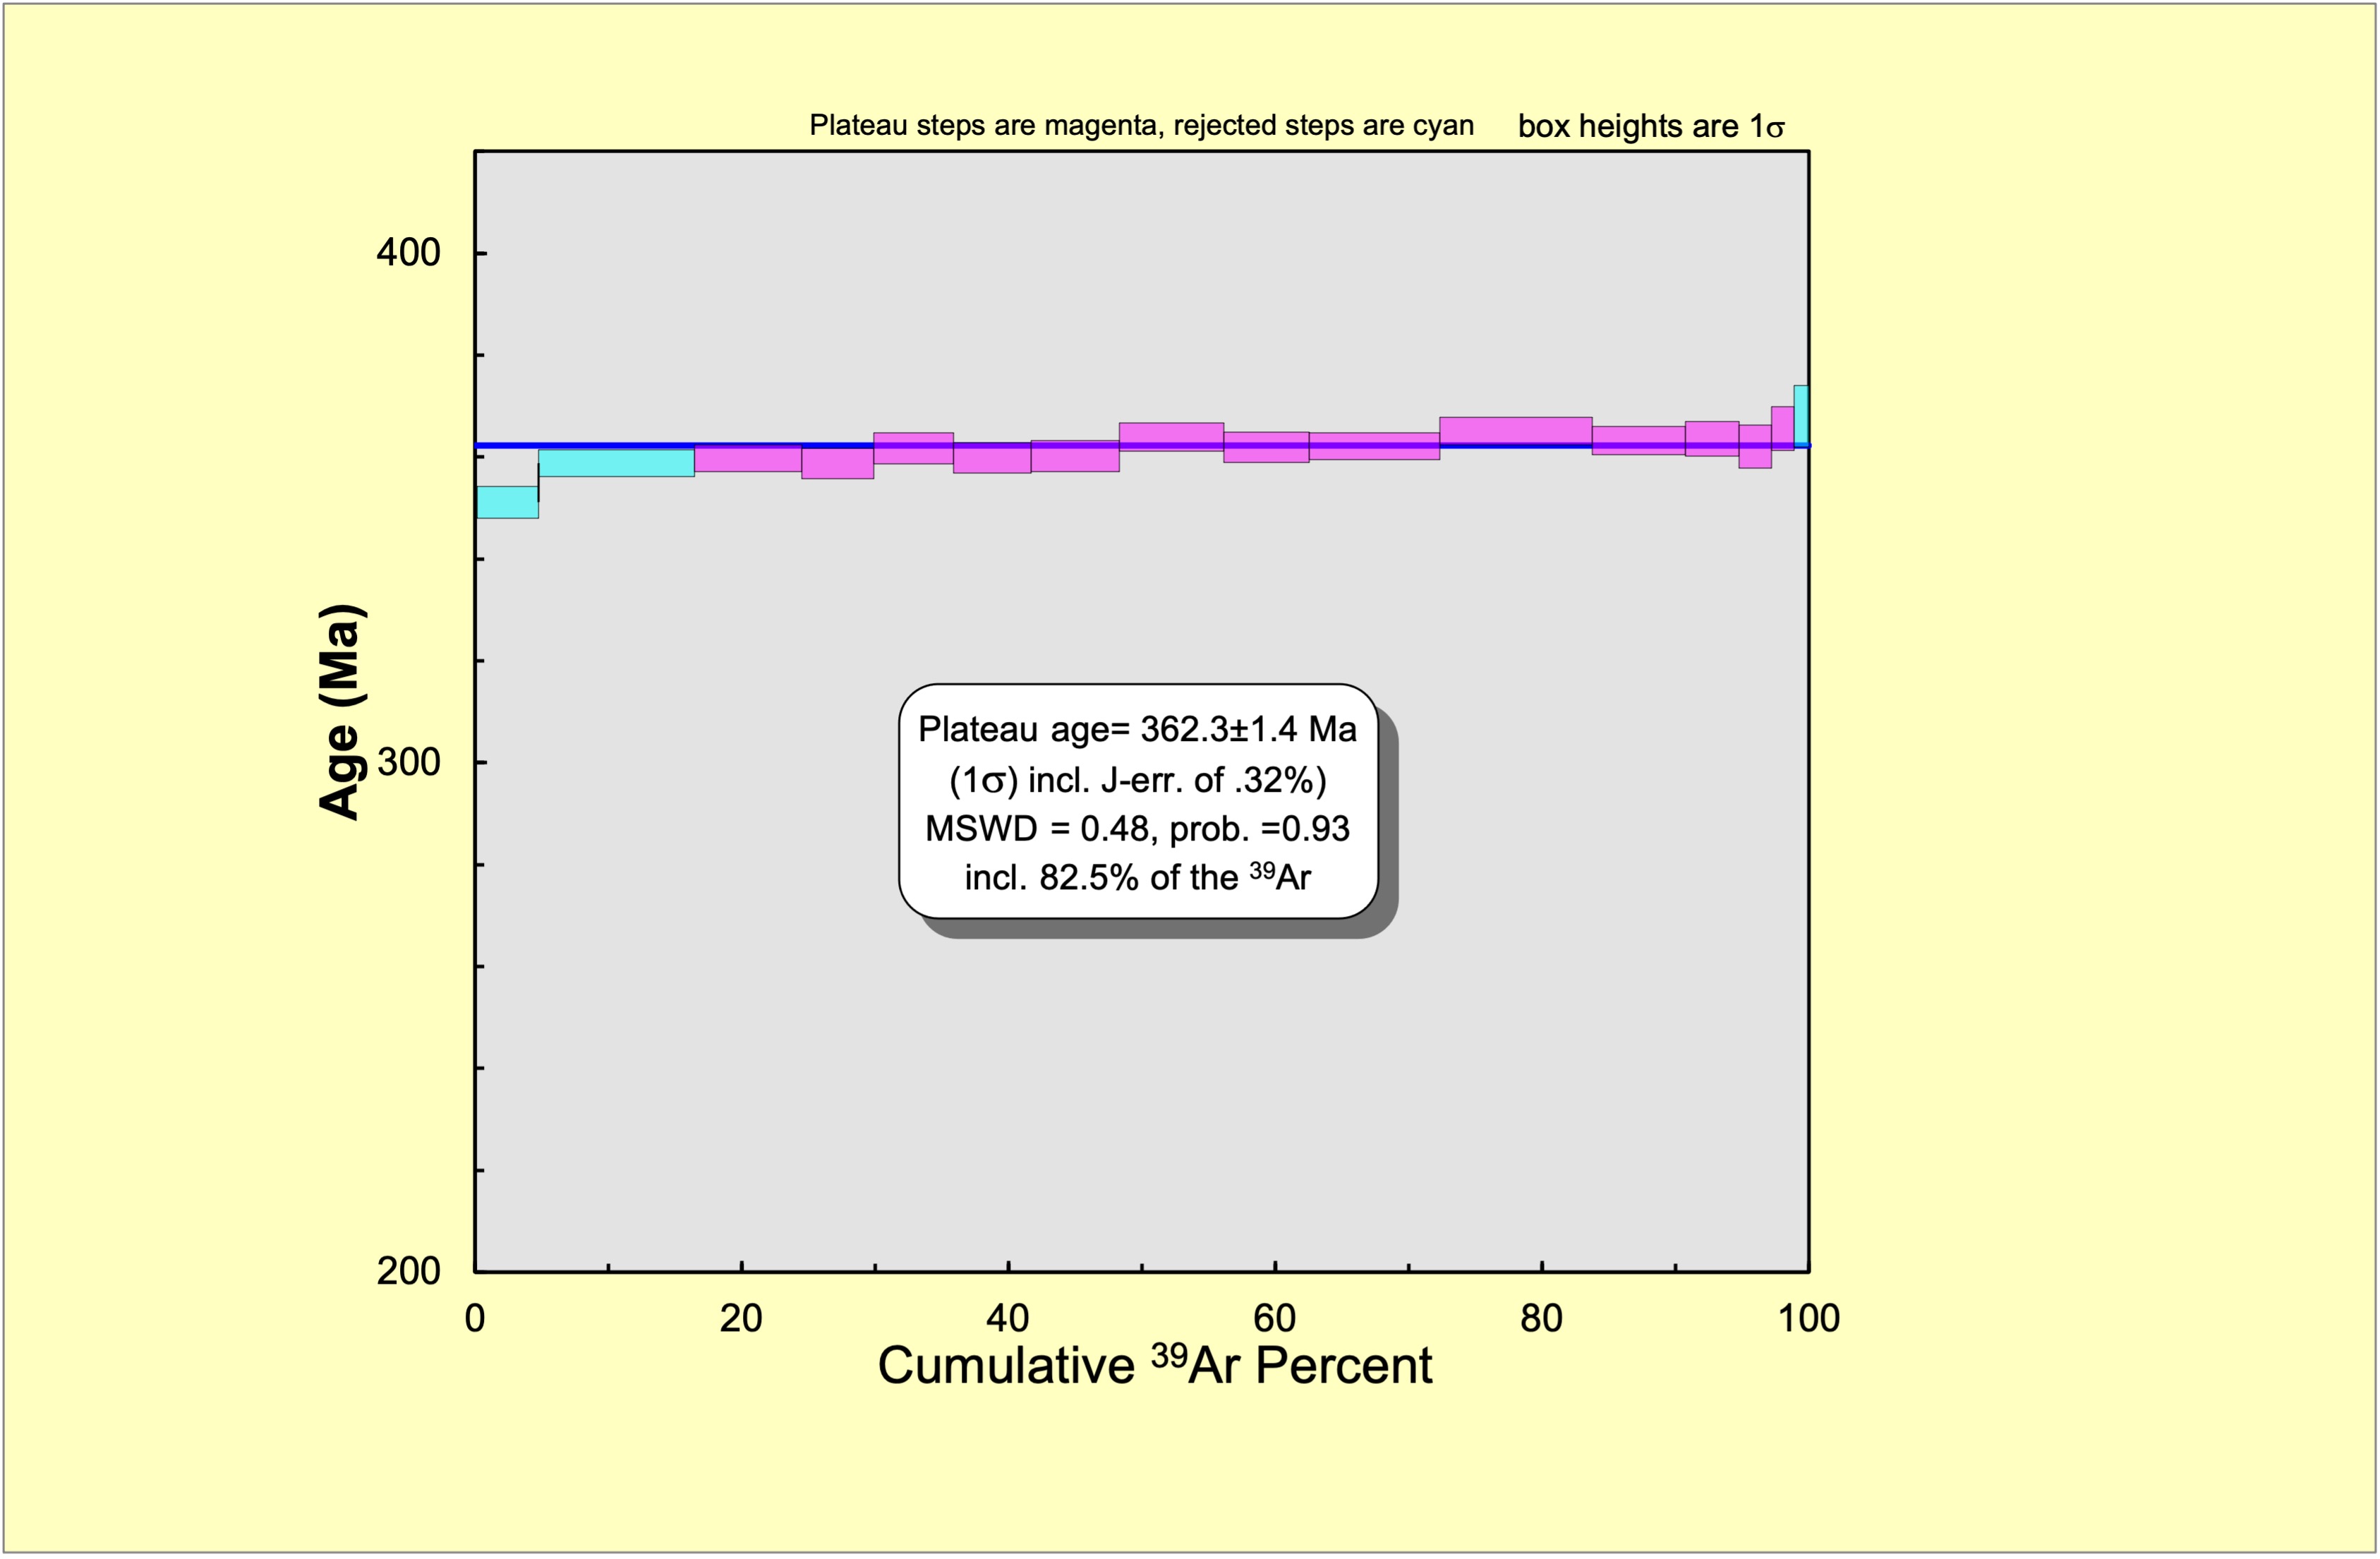 Plateau steps are magenta, rejected steps are cyan box heights are 1σ
400
300
200
Age (Ma)
Plateau age= 362.3±1.4 Ma
(1σ) incl. J-err. of .32%)
MSWD = 0.48, prob. =0.93
incl. 82.5% of the ³⁹Ar
0 20 40 60 80 100
Cumulative ³⁹Ar Percent